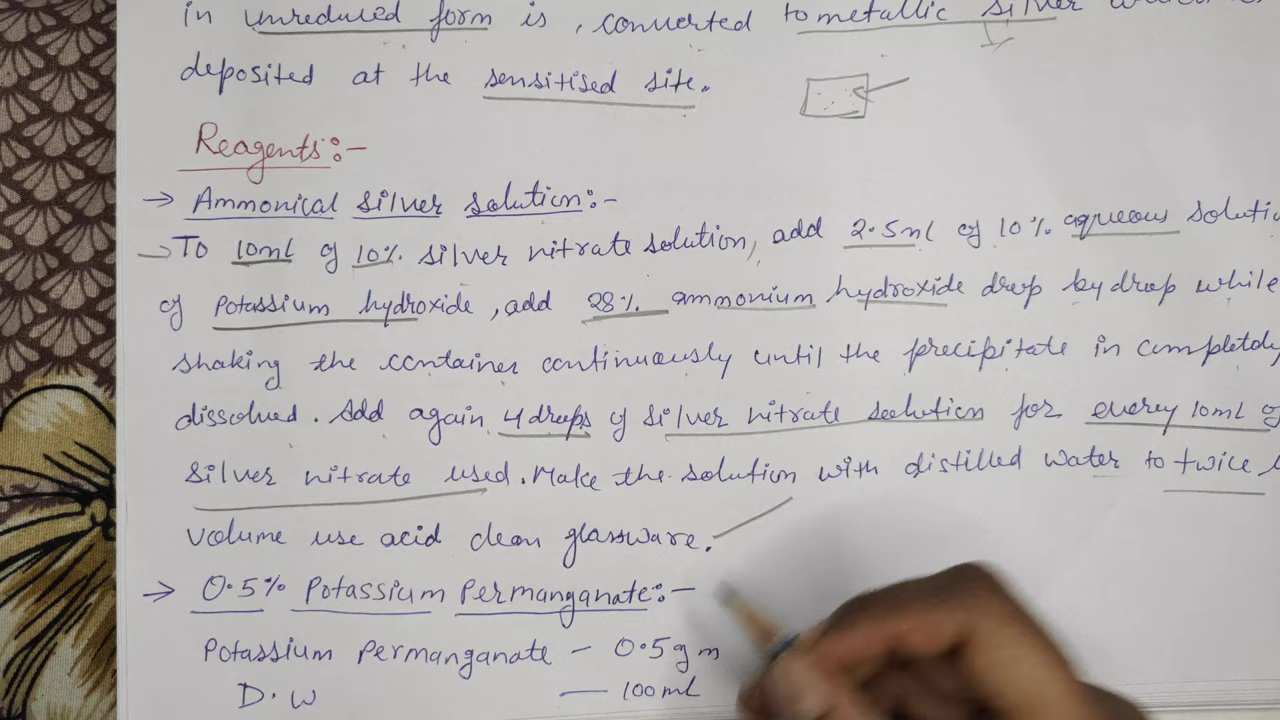 in unreduced form is, converted to metallic silver
deposited at the sensitised site.
Reagents:-
→ Ammonical silver solution:-
→ To 10ml of 10% silver nitrate solution, add 2.5ml of 10% aqueous
of Potassium hydroxide, add 28% ammonium hydroxide drop by drop while
shaking the container continuously until the precipitate in completely
dissolved. Add again 4 drops of silver nitrate solution for every 10ml of
silver nitrate used. Make the solution with distilled water to twice
volume use acid clean glassware.
→ 0.5% Potassium Permanganate:-
Potassium Permanganate - 0.5gm
D.W — 100ml